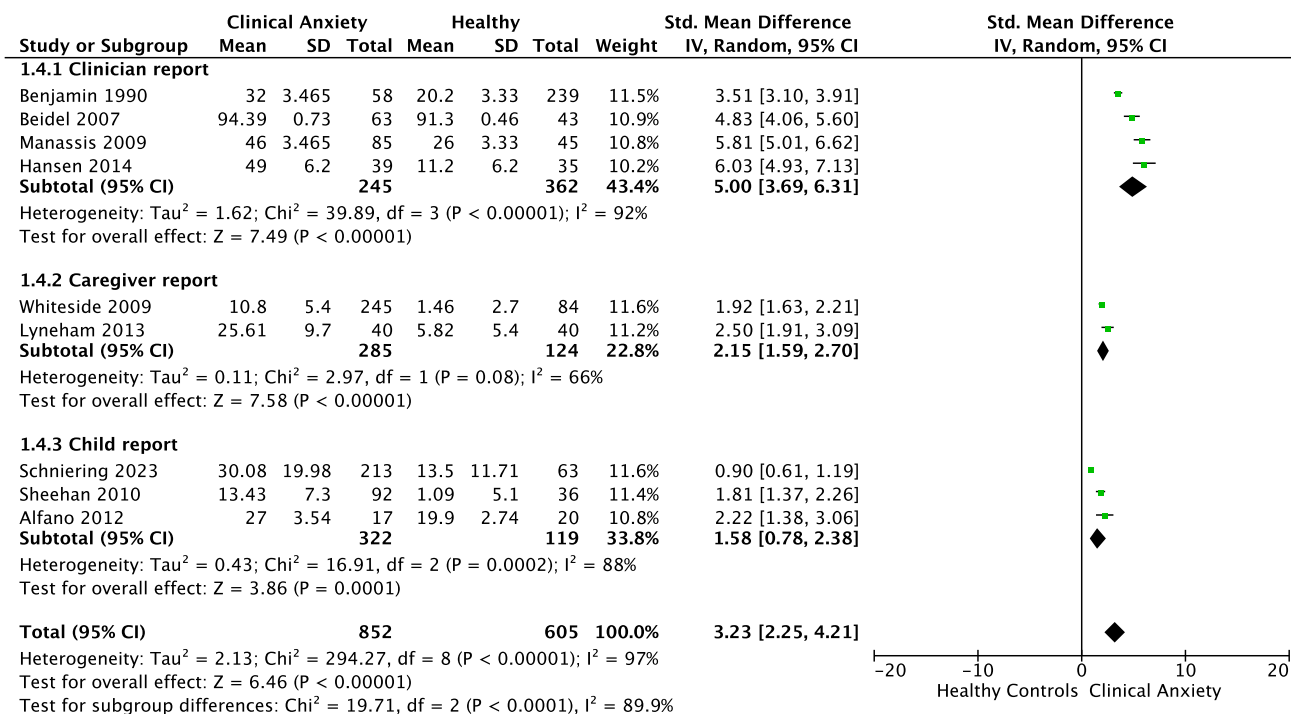 Clinical Anxiety Healthy Std. Mean Difference Std. Mean Difference
Study or Subgroup Mean SD Total Mean SD Total Weight IV, Random, 95% CI IV, Random, 95% CI
1.4.1 Clinician report
Benjamin 1990 32 3.465 58 20.2 3.33 239 11.5% 3.51 [3.10, 3.91]
Beidel 2007 94.39 0.73 63 91.3 0.46 43 10.9% 4.83 [4.06, 5.60]
Manassis 2009 46 3.465 85 26 3.33 45 10.9% 5.81 [5.01, 6.62]
Hansen 2014 49 6.2 39 11.2 6.2 35 10.2% 6.03 [4.93, 7.13]
Subtotal (95% CI) 245 362 43.4% 5.00 [3.69, 6.31]
Heterogeneity: Tau² = 1.62; Chi² = 39.89, df = 3 (P < 0.00001); I² = 92%
Test for overall effect: Z = 7.49 (P < 0.00001)
1.4.2 Caregiver report
Whiteside 2009 10.8 5.4 245 1.46 2.7 84 11.6% 1.92 [1.63, 2.21]
Lyneham 2013 25.61 9.7 40 5.82 5.4 40 11.2% 2.50 [1.91, 3.09]
Subtotal (95% CI) 285 124 22.8% 2.15 [1.59, 2.70]
Heterogeneity: Tau² = 0.11; Chi² = 2.97, df = 1 (P = 0.08); I² = 66%
Test for overall effect: Z = 7.58 (P < 0.00001)
1.4.3 Child report
Schniering 2023 30.08 19.98 213 13.5 11.71 63 11.6% 0.90 [0.61, 1.19]
Sheehan 2010 13.43 7.3 92 1.09 5.1 36 11.4% 1.81 [1.37, 2.26]
Alfano 2012 27 3.54 17 19.9 2.74 20 10.8% 2.22 [1.38, 3.06]
Subtotal (95% CI) 322 119 33.8% 1.58 [0.78, 2.38]
Heterogeneity: Tau² = 0.43; Chi² = 16.91, df = 2 (P = 0.0002); I² = 88%
Test for overall effect: Z = 3.86 (P = 0.0001)
Total (95% CI) 852 605 100.0% 3.23 [2.25, 4.21]
Heterogeneity: Tau² = 2.13; Chi² = 294.27, df = 8 (P < 0.00001); I² = 97%
Test for overall effect: Z = 6.46 (P < 0.00001)
Test for subgroup differences: Chi² = 19.71, df = 2 (P < 0.0001), I² = 89.9%
-20 -10 0 10 20
Healthy Controls Clinical Anxiety